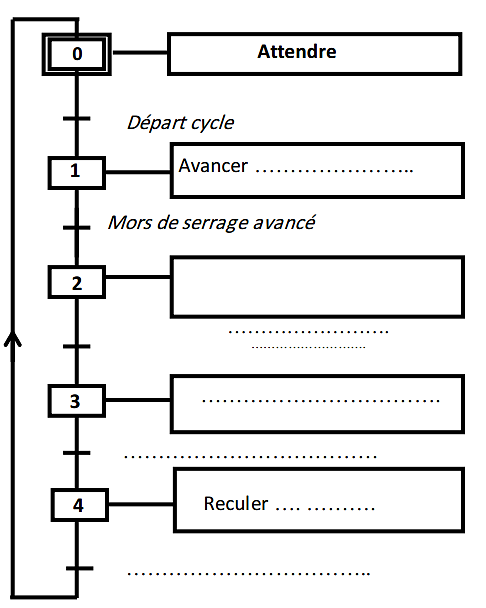 0
Attendre
Départ cycle
1
Avancer …………………..
Mors de serrage avancé
2
…………………….
……………………….
3
…………………………….
………………………………
4
Reculer …. ……….
……………………………..